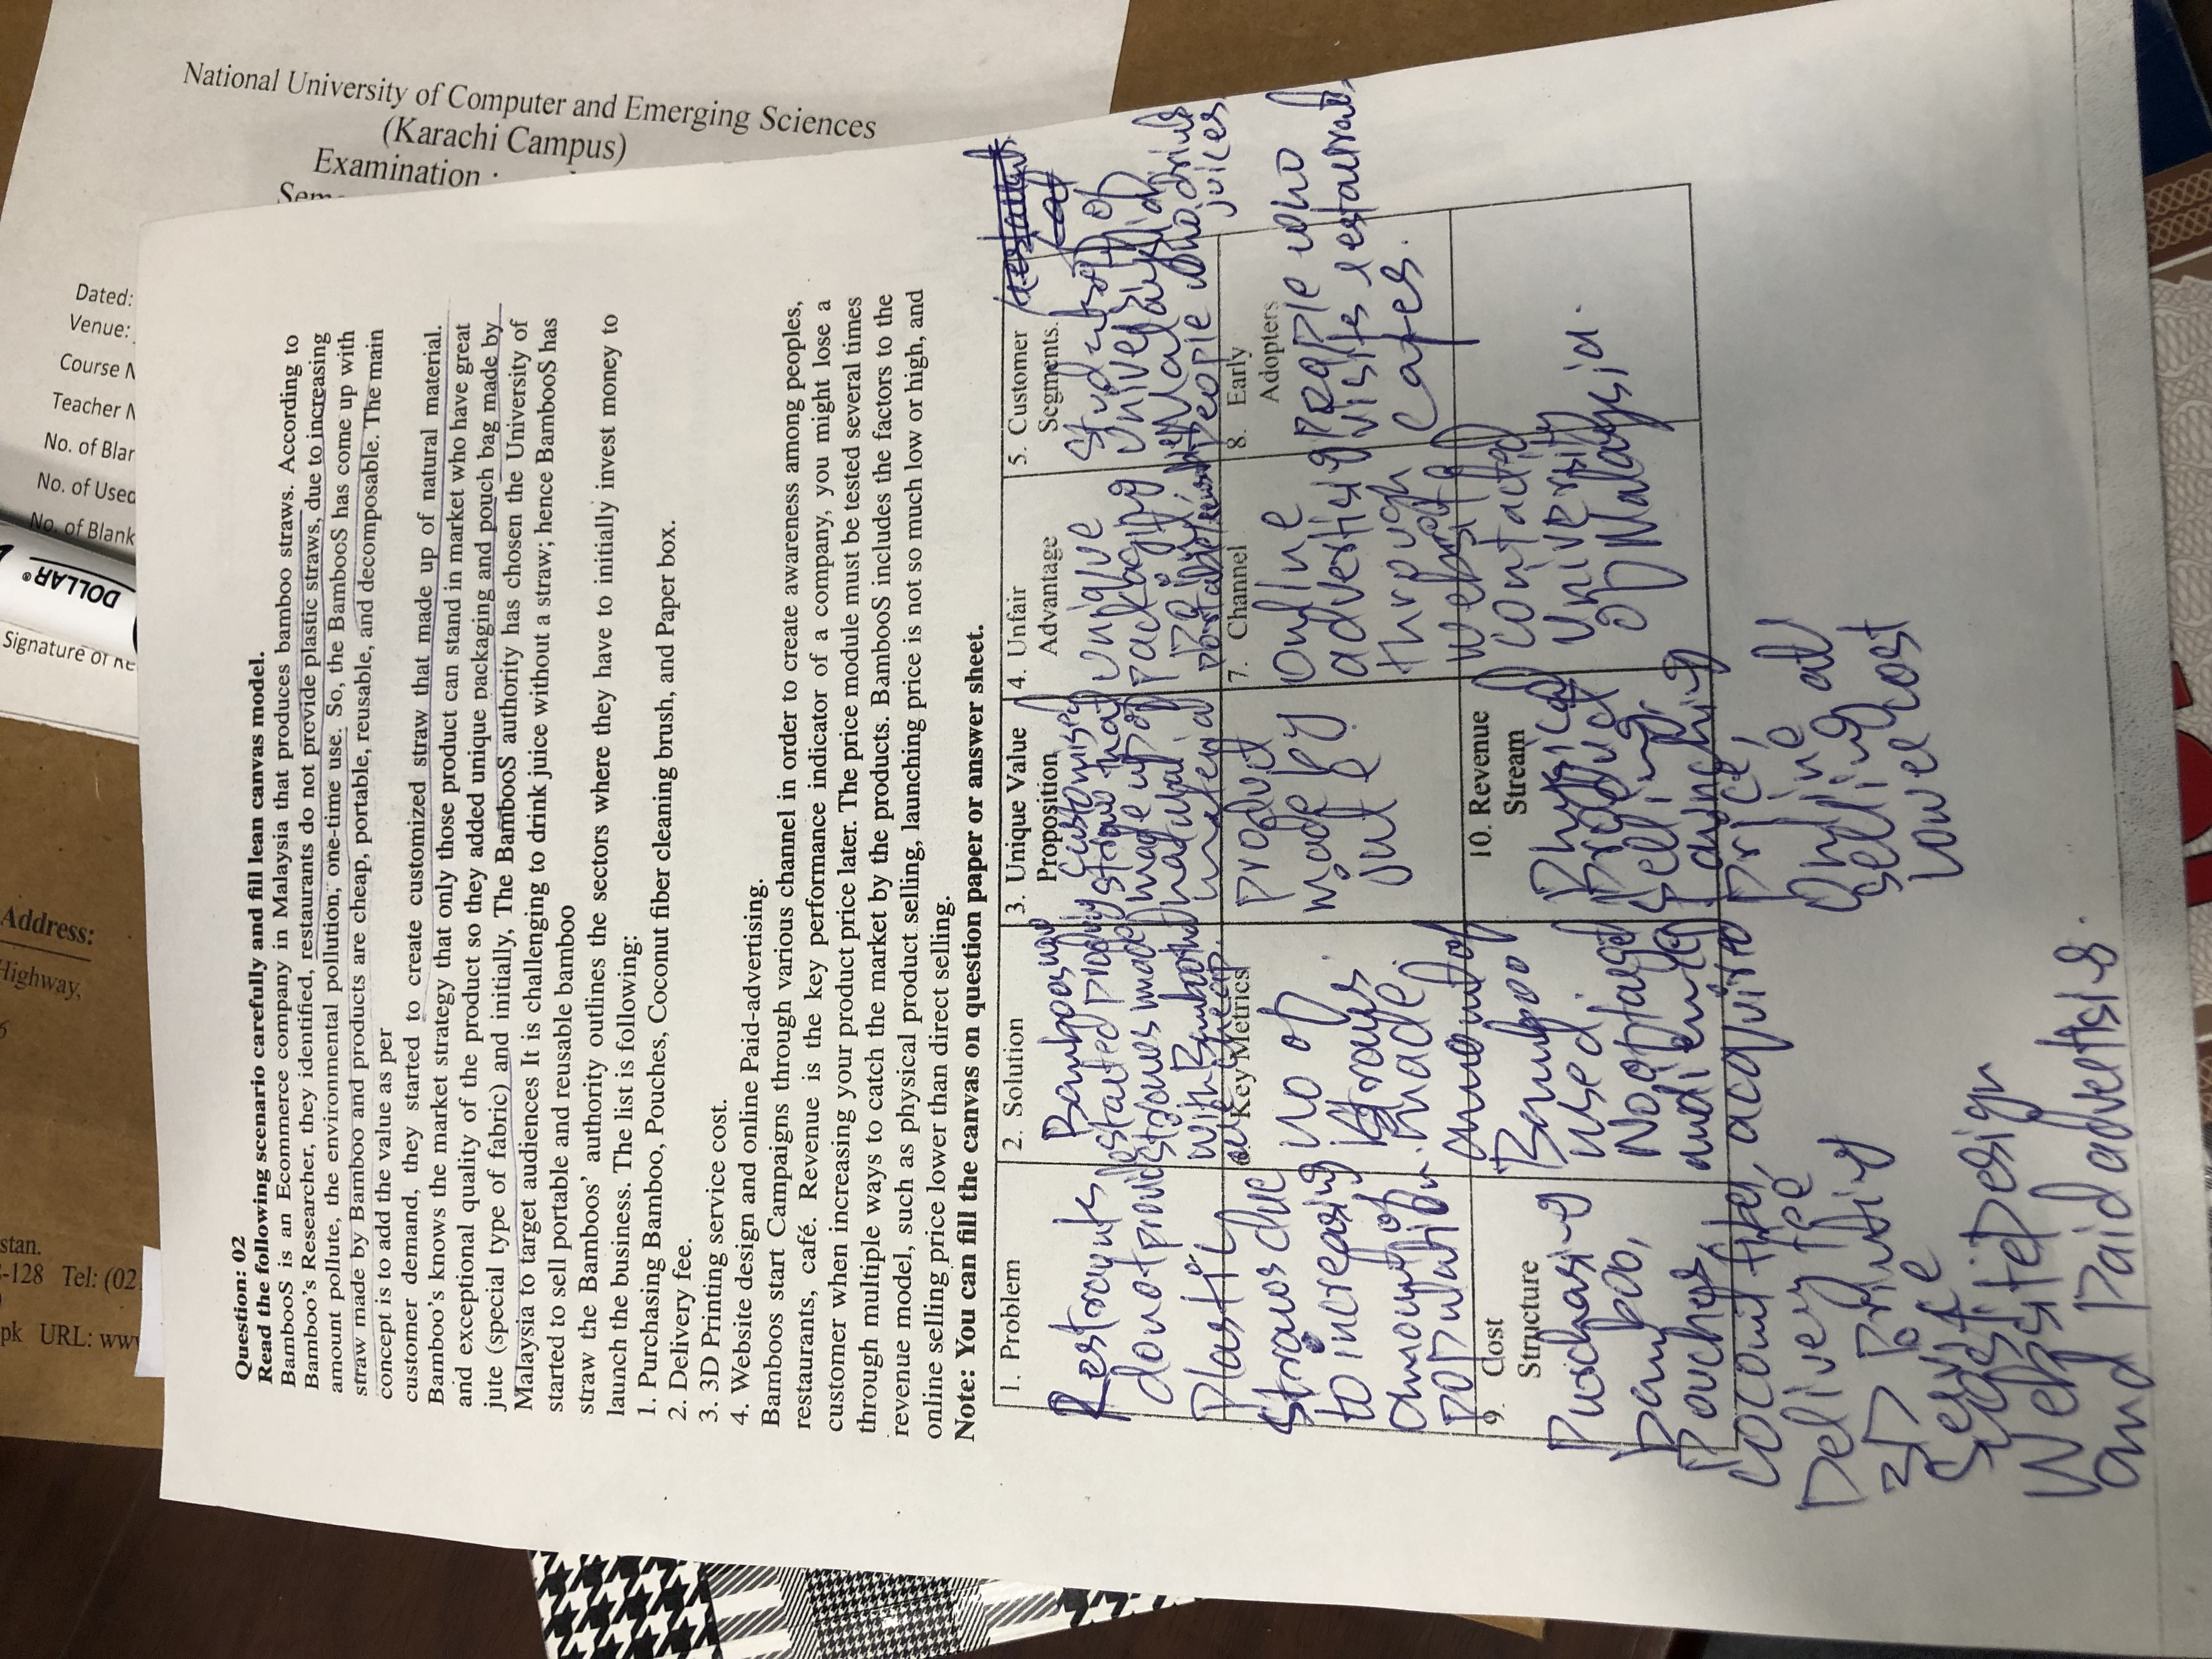 stan.
-128 Tel: (02
pk URL: www
Address:
Highway,
6
DOLLAR®
Signature or Re
No. of Blank
No. of Used
No. of Blan
Teacher N
Course N
Venue:
Dated:
National University of Computer and Emerging Sciences
(Karachi Campus)
Examination
Sem
Question: 02
Read the following scenario carefully and fill lean canvas model.
BambooS is an Ecommerce company in Malaysia that produces bamboo straws. According to
Bamboo's Researcher, they identified, restaurants do not provide plastic straws, due to increasing
amount pollute, the environmental pollution, one-time use. So, the BambooS has come up with
straw made by Bamboo and products are cheap, portable, reusable, and decomposable. The main
concept is to add the value as per
customer demand, they started to create customized straw that made up of natural material.
Bamboo's knows the market strategy that only those product can stand in market who have great
and exceptional quality of the product so they added unique packaging and pouch bag made by
jute (special type of fabric) and initially, The BambooS authority has chosen the University of
Malaysia to target audiences It is challenging to drink juice without a straw; hence BambooS has
started to sell portable and reusable bamboo
straw the Bamboos' authority outlines the sectors where they have to initially invest money to
launch the business. The list is following:
1. Purchasing Bamboo, Pouches, Coconut fiber cleaning brush, and Paper box.
2. Delivery fee.
3. 3D Printing service cost.
4. Website design and online Paid-advertising.
Bamboos start Campaigns through various channel in order to create awareness among peoples,
restaurants, café. Revenue is the key performance indicator of a company, you might lose a
customer when increasing your product price later. The price module must be tested several times
through multiple ways to catch the market by the products. BambooS includes the factors to the
revenue model, such as physical product selling, launching price is not so much low or high, and
online selling price lower than direct selling.
Note: You can fill the canvas on question paper or answer sheet.
1. Problem
Restraunts
do not provid
Plastic
straws due
to increasing
amount of
population.
2. Solution
started
straws made
with Bamboo
are cheap.
3. Unique Value
Proposition
customised
straw that
made up of
natural
material
product
made by
jute.
4. Unfair
Advantage
unique
packaging
portable
5. Customer
Segments.
students of
University of
Malaysia
people who drink
juices
6. Key Metrics
no of
straws
made.
amount of
Bamboo
used.
No of target
audience
acquired
7. Channel
Online
advertising
through
website
contacted
university
of Malaysia.
8. Early
Adopters
people who
visits restaurants
cafes.
9. Cost
Structure
Purchasing
bamboo,
Pouches,
coconut fiber,
Delivery fee
3D Printing
Service
cost.
Website Design
and Paid advertising.
10. Revenue
Stream
Physical
Product
selling,
Launching
price,
Online
selling at
lower cost